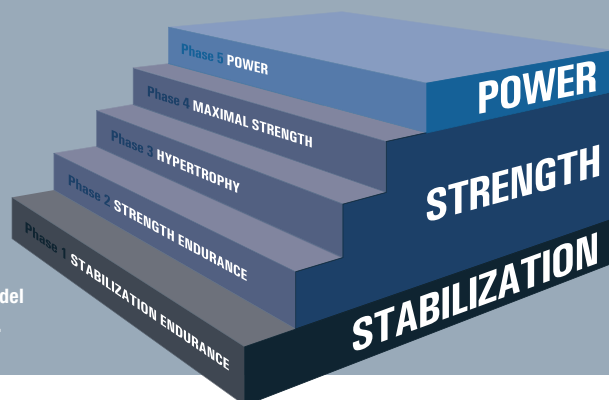 Phase 5 POWER
POWER
Phase 4 MAXIMAL STRENGTH
Phase 3 HYPERTROPHY
STRENGTH
Phase 2 STRENGTH ENDURANCE
Phase 1 STABILIZATION ENDURANCE
STABILIZATION
del